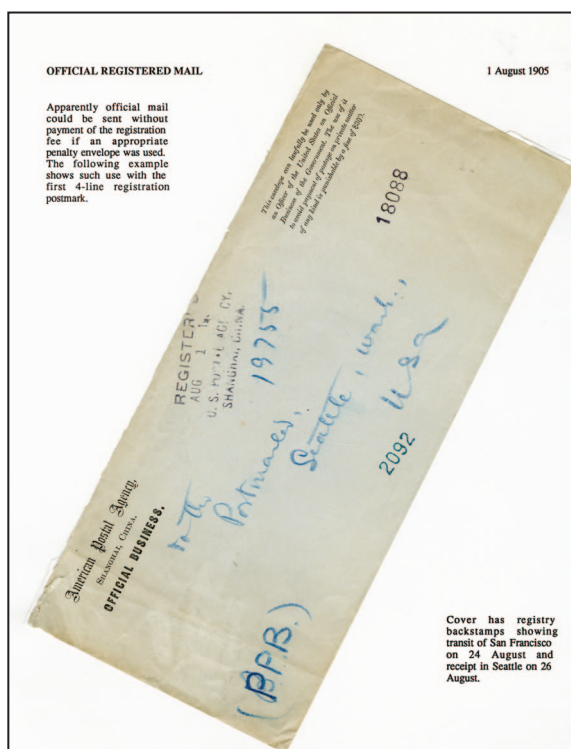 OFFICIAL REGISTERED MAIL
1 August 1905
Apparently official mail
could be sent without
payment of the registration
fee if an appropriate
penalty envelope was used.
The following example
shows such use with the
first 4-line registration
postmark.
This envelope can lawfully be used only by
an Officer of the United States on Official
Business of the Government. The use of it
to avoid payment of postage on private matter
of any kind is punishable by a fine of $300.
18088
REGISTERED
AUG 1
U. S. POSTAL AGENCY,
SHANGHAI, CHINA.
19755
American Postal Agency,
SHANGHAI, CHINA.
OFFICIAL BUSINESS.
to the
Postmaster,
Seattle, Wash.,
USA
2092
(B.P.B.)
Cover has registry
backstamps showing
transit of San Francisco
on 24 August and
receipt in Seattle on 26
August.